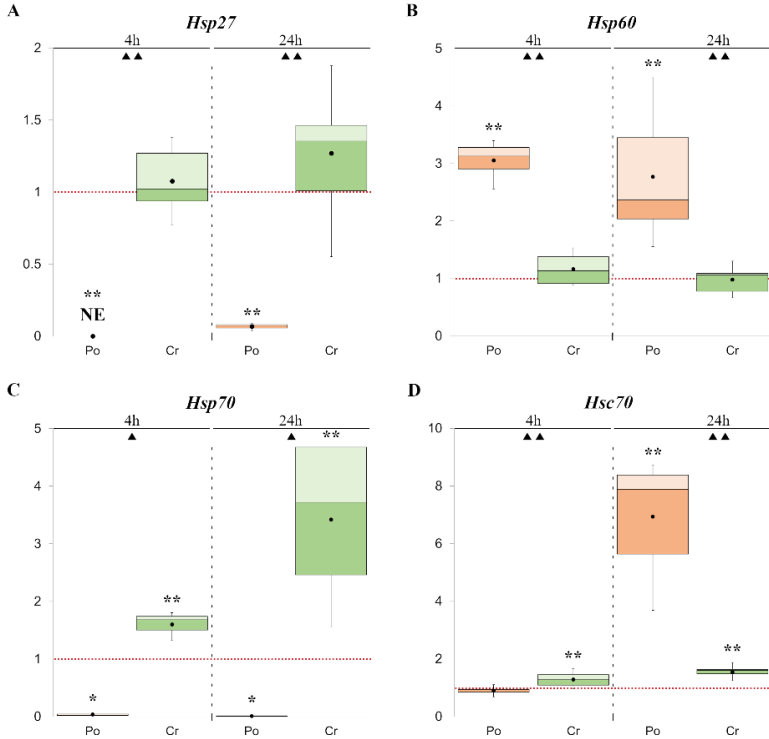 A
Hsp27
4h 24h
▲▲ ▲▲
2
1.5
1
0.5
0
**
NE
**
Po Cr Po Cr
B
Hsp60
4h 24h
▲▲ ▲▲
5
4
3
2
1
0
**
**
Po Cr Po Cr
C
Hsp70
4h 24h
▲ ▲
5
4
3
2
1
0
*
**
*
**
Po Cr Po Cr
D
Hsc70
4h 24h
▲▲ ▲▲
10
8
6
4
2
0
**
**
**
Po Cr Po Cr